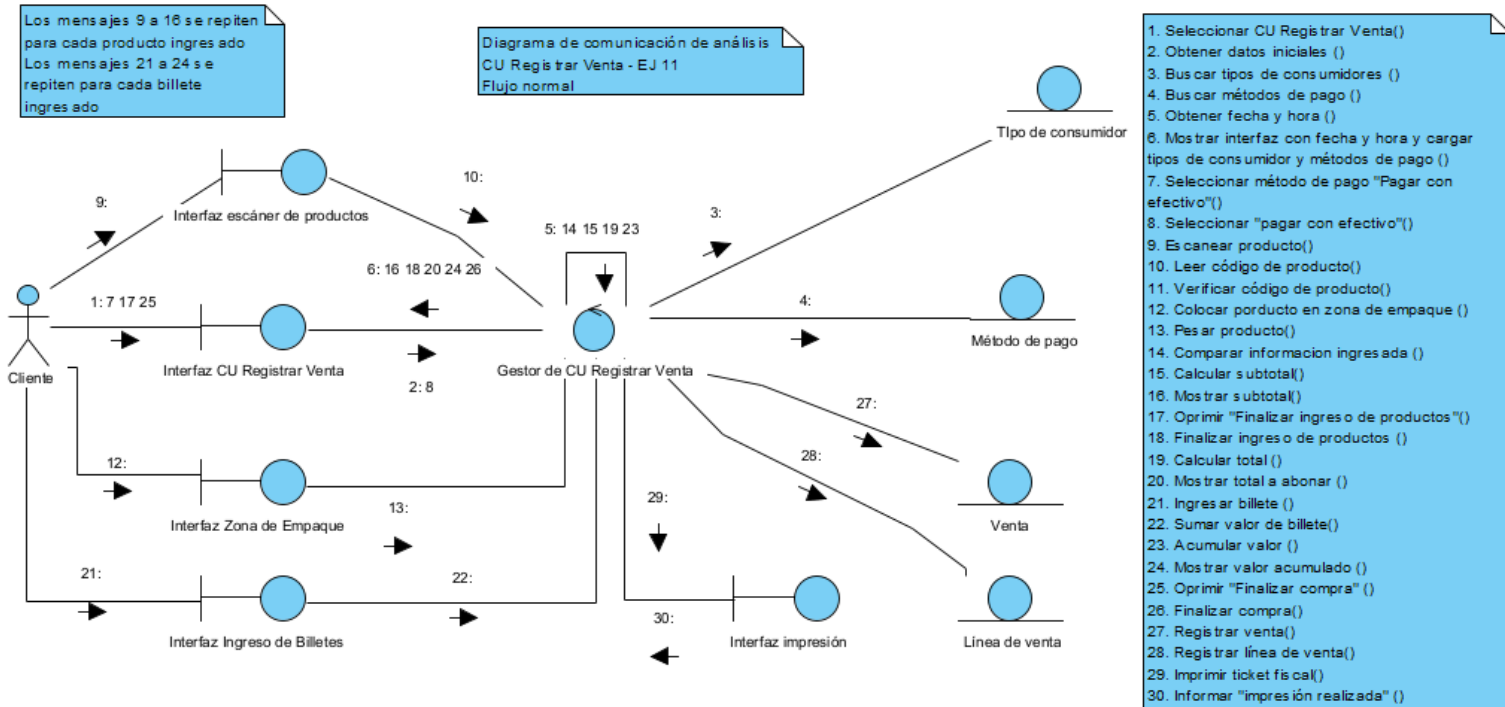 Los mensajes 9 a 16 se repiten
para cada producto ingresado
Los mensajes 21 a 24 se
repiten para cada billete
ingresado
Diagrama de comunicación de análisis
CU Registrar Venta - EJ 11
Flujo normal
TIpo de consumidor
Interfaz escáner de productos
9:
10:
5: 14 15 19 23
3:
6: 16 18 20 24 26
1: 7 17 25
4:
Cliente
Interfaz CU Registrar Venta
Gestor de CU Registrar Venta
Método de pago
2: 8
27:
12:
28:
Interfaz Zona de Empaque
13:
29:
Venta
21:
22:
30:
Interfaz Ingreso de Billetes
Interfaz impresión
Línea de venta
1. Seleccionar CU Registrar Venta()
2. Obtener datos iniciales ()
3. Buscar tipos de consumidores ()
4. Buscar métodos de pago ()
5. Obtener fecha y hora ()
6. Mostrar interfaz con fecha y hora y cargar
tipos de consumidor y métodos de pago ()
7. Seleccionar método de pago "Pagar con
efectivo"()
8. Seleccionar "pagar con efectivo"()
9. Escanear producto()
10. Leer código de producto()
11. Verificar código de producto()
12. Colocar porducto en zona de empaque ()
13. Pesar producto()
14. Comparar informacion ingresada ()
15. Calcular subtotal()
16. Mostrar subtotal()
17. Oprimir "Finalizar ingreso de productos"()
18. Finalizar ingreso de productos ()
19. Calcular total ()
20. Mostrar total a abonar ()
21. Ingresar billete ()
22. Sumar valor de billete()
23. Acumular valor ()
24. Mostrar valor acumulado ()
25. Oprimir "Finalizar compra" ()
26. Finalizar compra()
27. Registrar venta()
28. Registrar línea de venta()
29. Imprimir ticket fiscal()
30. Informar "impresión realizada" ()